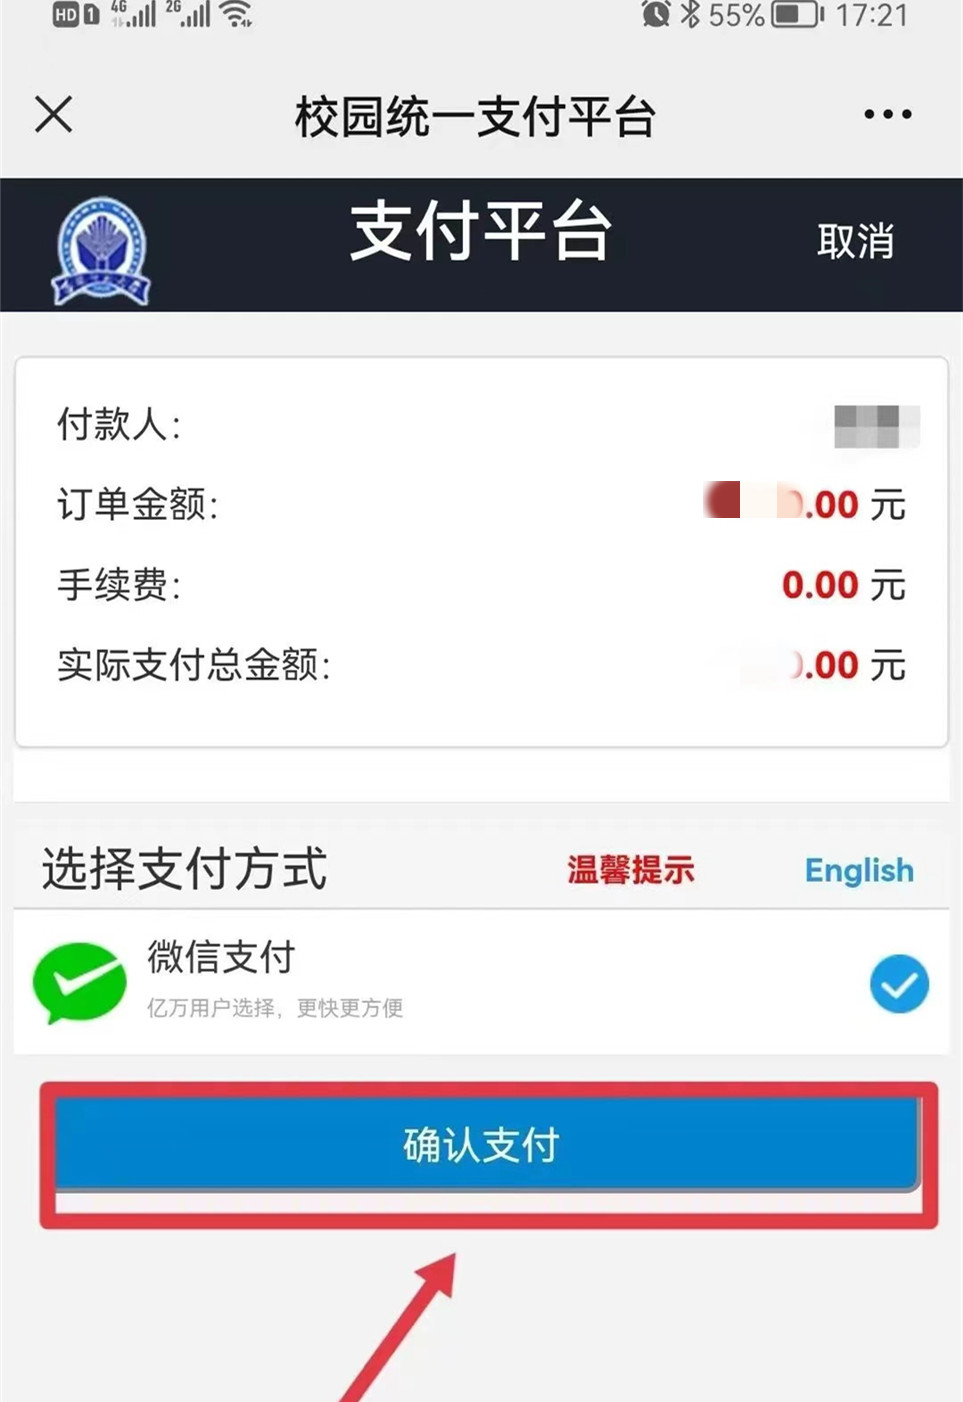 HD 1 4G 2G 55% 17:21
校园统一支付平台
支付平台
取消
付款人:
订单金额: .00 元
手续费: 0.00 元
实际支付总金额: .00 元
选择支付方式 温馨提示 English
微信支付
亿万用户选择，更快更方便
确认支付